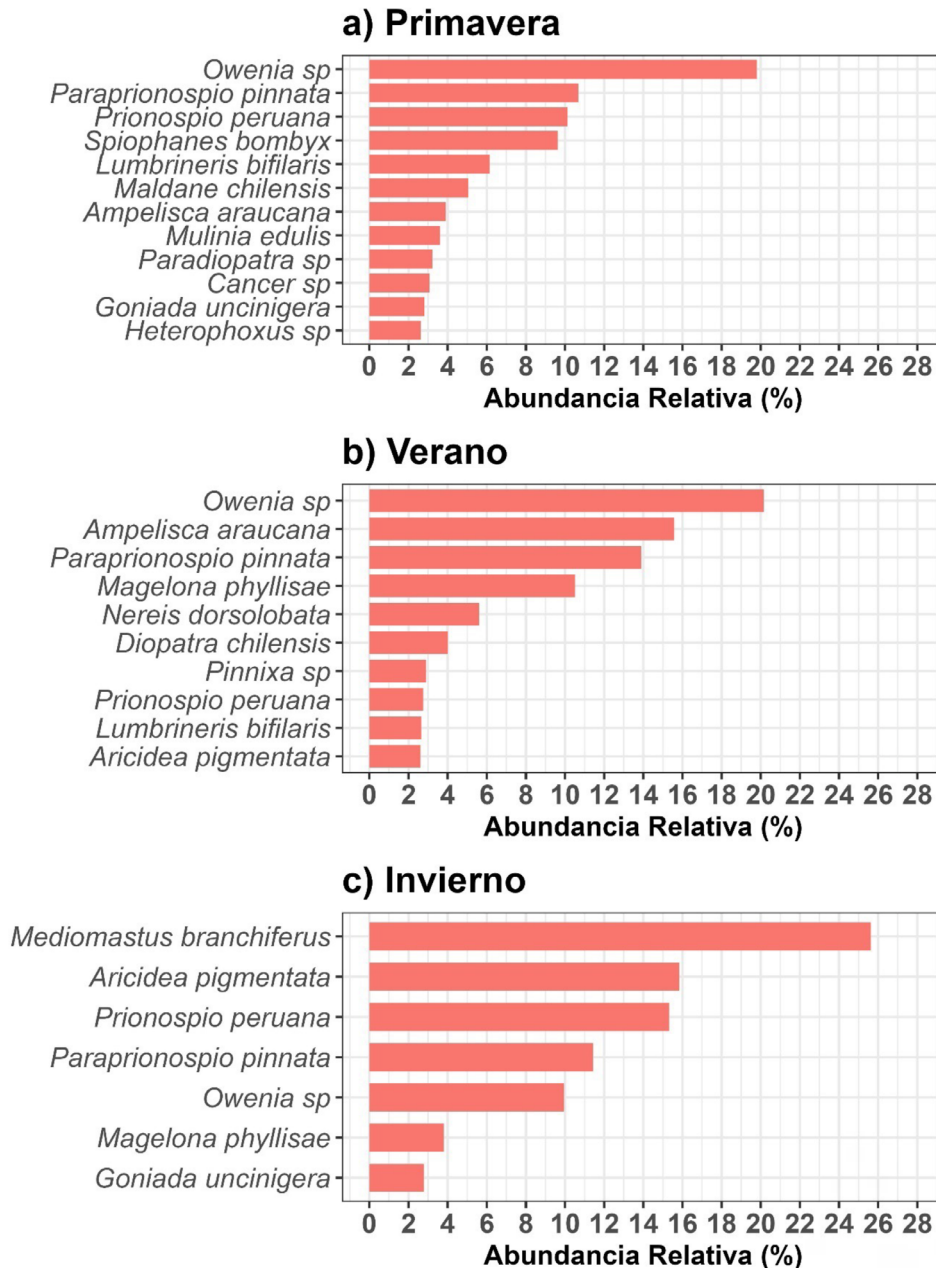 a) Primavera
Owenia sp
Paraprionospio pinnata
Prionospio peruana
Spiophanes bombyx
Lumbrineris bifilaris
Maldane chilensis
Ampelisca araucana
Mulinia edulis
Paradiopatra sp
Cancer sp
Goniada uncinigera
Heterophoxus sp
0 2 4 6 8 10 12 14 16 18 20 22 24 26 28
Abundancia Relativa (%)
b) Verano
Owenia sp
Ampelisca araucana
Paraprionospio pinnata
Magelona phyllisae
Nereis dorsolobata
Diopatra chilensis
Pinnixa sp
Prionospio peruana
Lumbrineris bifilaris
Aricidea pigmentata
0 2 4 6 8 10 12 14 16 18 20 22 24 26 28
Abundancia Relativa (%)
c) Invierno
Mediomastus branchiferus
Aricidea pigmentata
Prionospio peruana
Paraprionospio pinnata
Owenia sp
Magelona phyllisae
Goniada uncinigera
0 2 4 6 8 10 12 14 16 18 20 22 24 26 28
Abundancia Relativa (%)